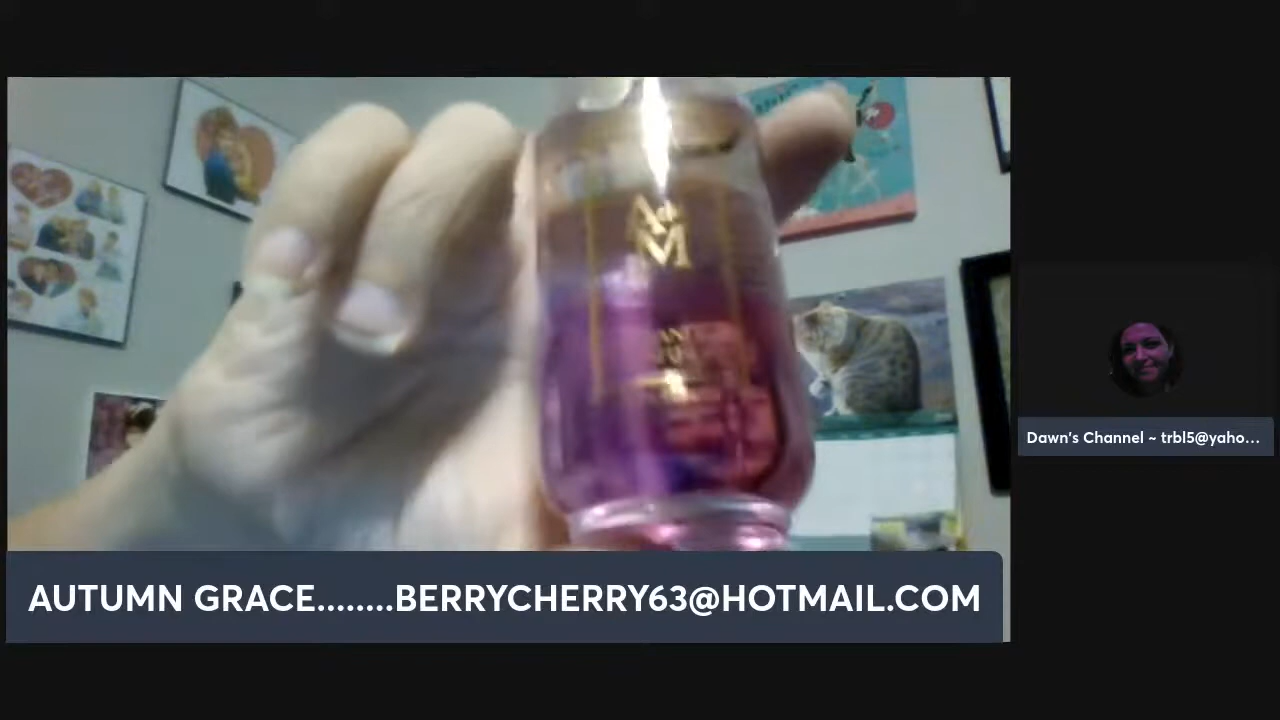 A&M
AUTUMN GRACE........BERRYCHERRY63@HOTMAIL.COM
Dawn's Channel ~ trbl5@yaho...